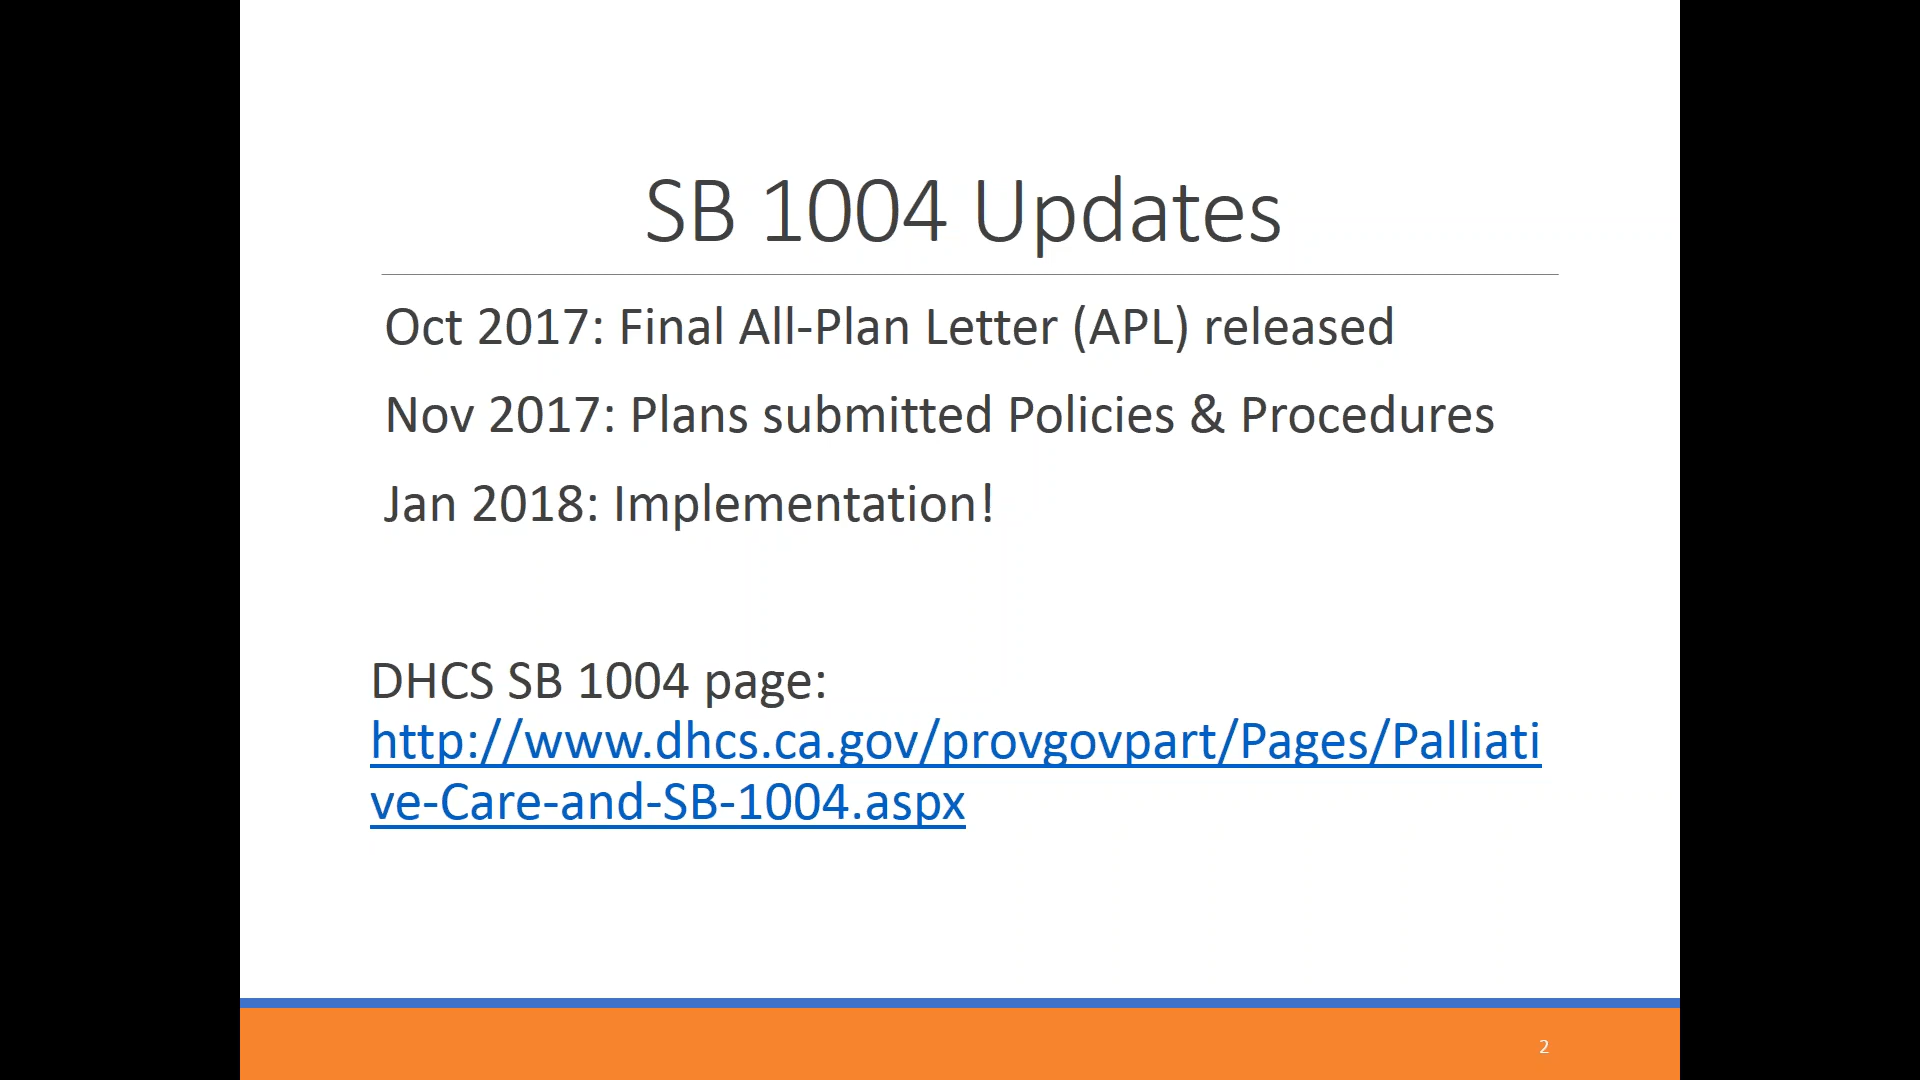 SB 1004 Updates
Oct 2017: Final All-Plan Letter (APL) released
Nov 2017: Plans submitted Policies & Procedures
Jan 2018: Implementation!
DHCS SB 1004 page:
http://www.dhcs.ca.gov/provgovpart/Pages/Palliati
ve-Care-and-SB-1004.aspx
2